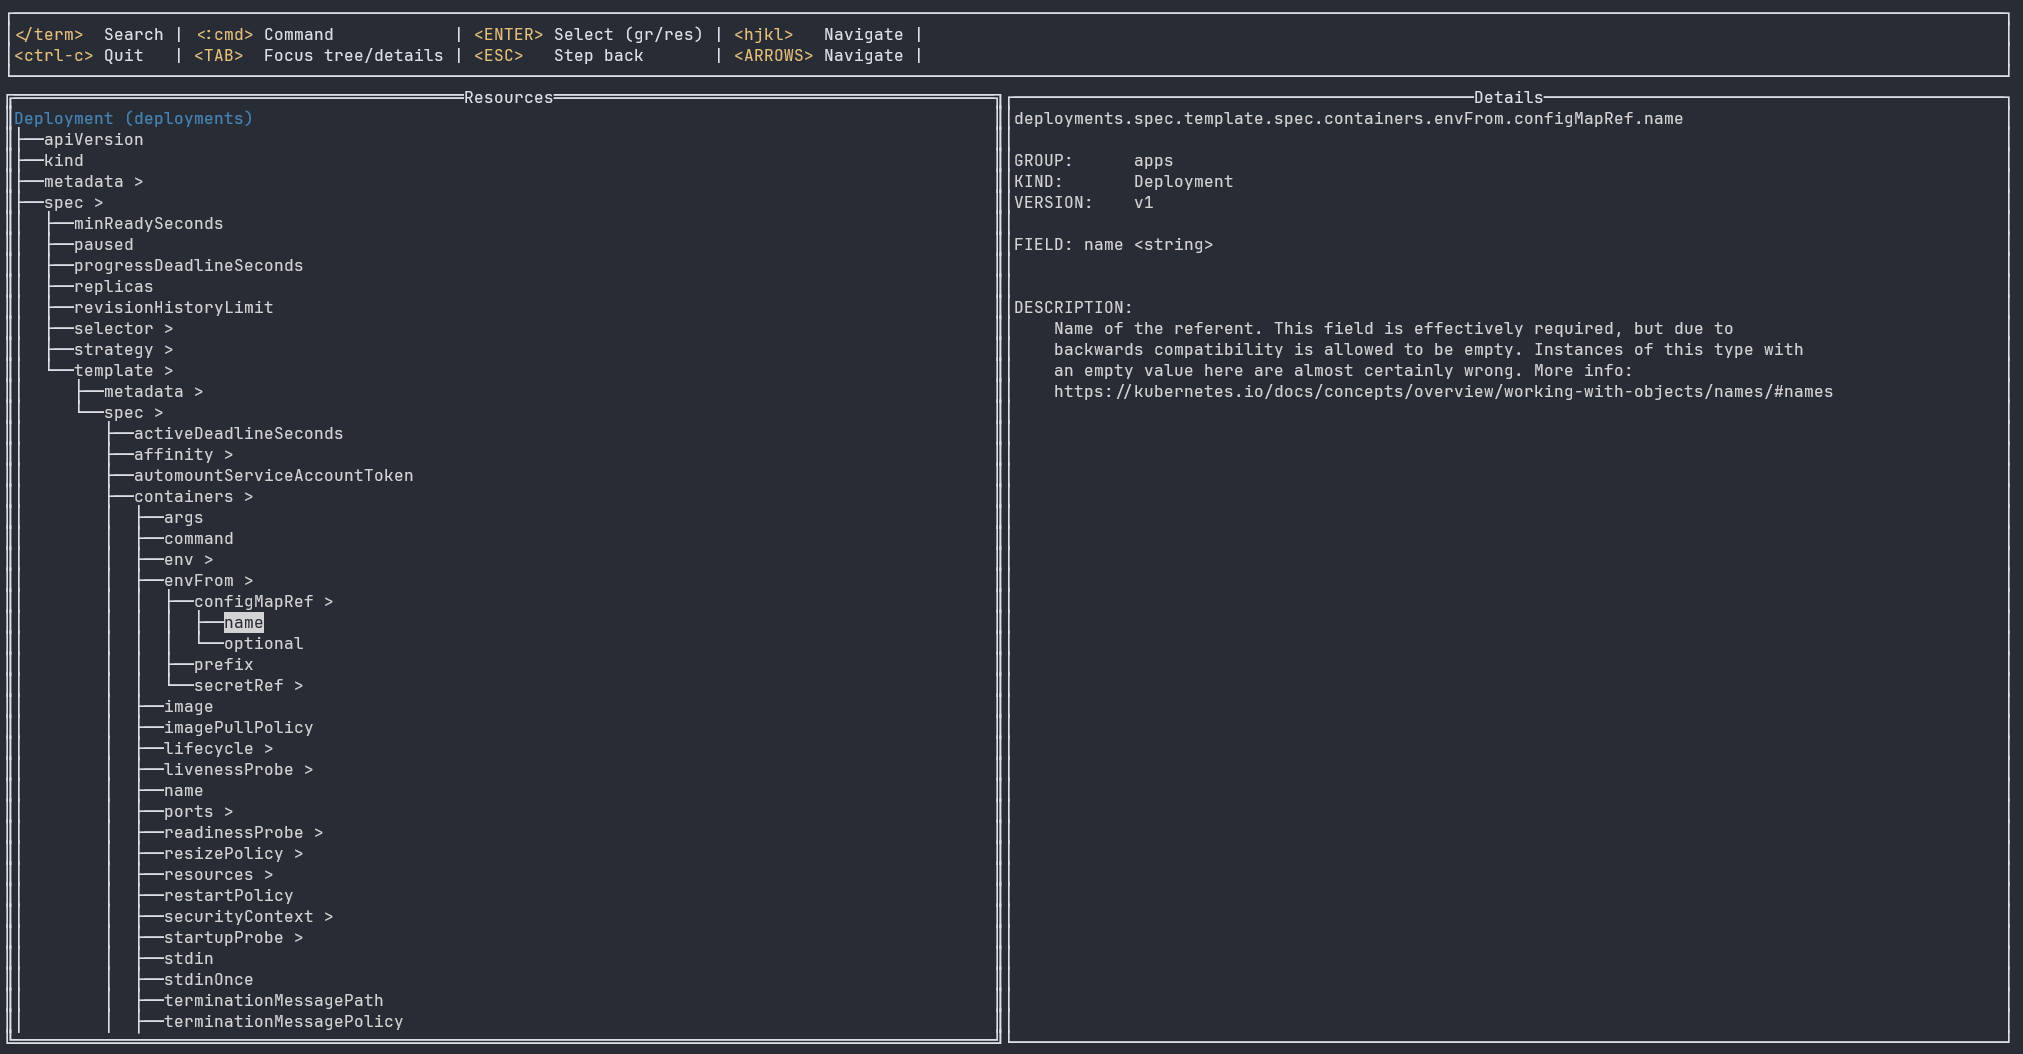 </term>  Search | <:cmd> Command            | <ENTER> Select (gr/res) | <hjkl>   Navigate |
<ctrl-c> Quit   | <TAB>  Focus tree/details | <ESC>   Step back       | <ARROWS> Navigate |
Resources
Deployment (deployments)
├──apiVersion
├──kind
├──metadata >
├──spec >
│  ├──minReadySeconds
│  ├──paused
│  ├──progressDeadlineSeconds
│  ├──replicas
│  ├──revisionHistoryLimit
│  ├──selector >
│  ├──strategy >
│  └──template >
│     ├──metadata >
│     └──spec >
│        ├──activeDeadlineSeconds
│        ├──affinity >
│        ├──automountServiceAccountToken
│        ├──containers >
│        │  ├──args
│        │  ├──command
│        │  ├──env >
│        │  ├──envFrom >
│        │  │  ├──configMapRef >
│        │  │  │  ├──name
│        │  │  │  └──optional
│        │  │  ├──prefix
│        │  │  └──secretRef >
│        │  ├──image
│        │  ├──imagePullPolicy
│        │  ├──lifecycle >
│        │  ├──livenessProbe >
│        │  ├──name
│        │  ├──ports >
│        │  ├──readinessProbe >
│        │  ├──resizePolicy >
│        │  ├──resources >
│        │  ├──restartPolicy
│        │  ├──securityContext >
│        │  ├──startupProbe >
│        │  ├──stdin
│        │  ├──stdinOnce
│        │  ├──terminationMessagePath
│        │  ├──terminationMessagePolicy
Details
deployments.spec.template.spec.containers.envFrom.configMapRef.name
GROUP:      apps
KIND:       Deployment
VERSION:    v1
FIELD: name <string>
DESCRIPTION:
Name of the referent. This field is effectively required, but due to
backwards compatibility is allowed to be empty. Instances of this type with
an empty value here are almost certainly wrong. More info:
https://kubernetes.io/docs/concepts/overview/working-with-objects/names/#names